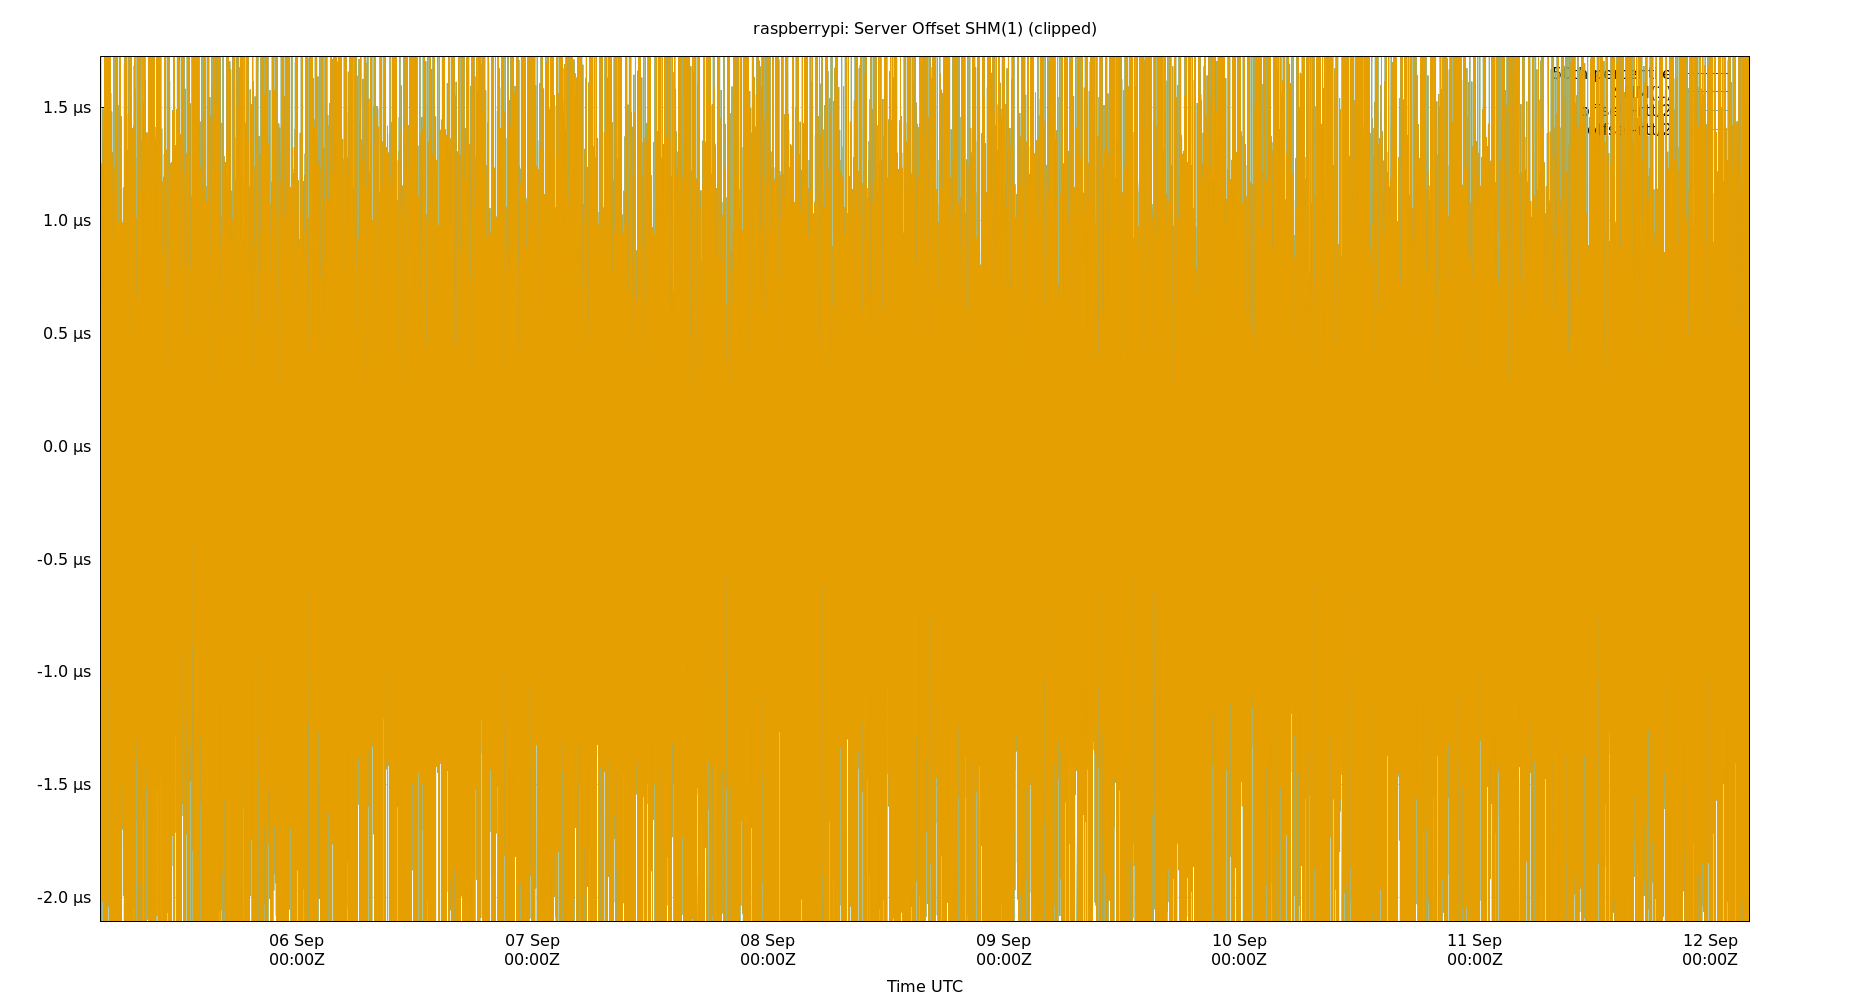 raspberrypi: Server Offset SHM(1) (clipped)
1.5 µs
1.0 µs
0.5 µs
0.0 µs
-0.5 µs
-1.0 µs
-1.5 µs
-2.0 µs
06 Sep 07 Sep 08 Sep 09 Sep 10 Sep 11 Sep 12 Sep
00:00Z 00:00Z 00:00Z 00:00Z 00:00Z 00:00Z 00:00Z
Time UTC